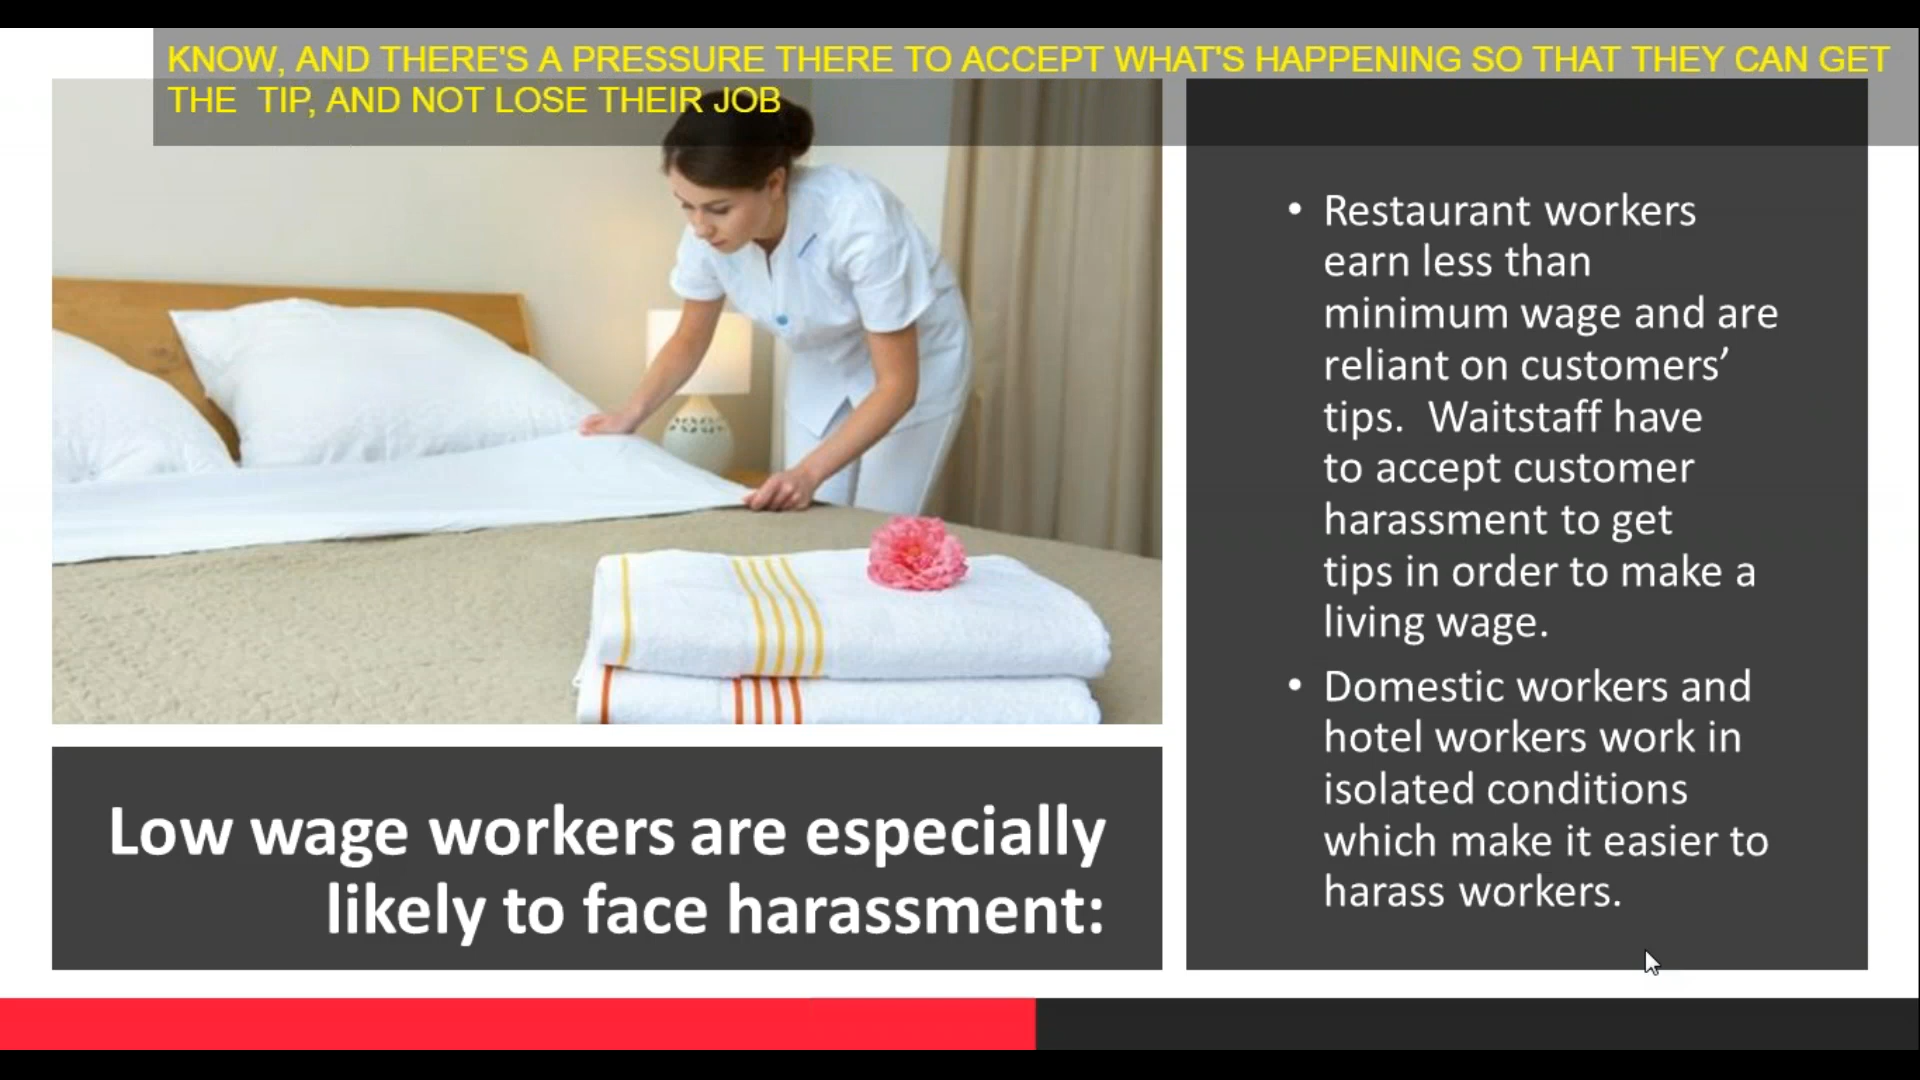 KNOW, AND THERE'S A PRESSURE THERE TO ACCEPT WHAT'S HAPPENING SO THAT THEY CAN GET
THE  TIP, AND NOT LOSE THEIR JOB
Low wage workers are especially
likely to face harassment:
• Restaurant workers
earn less than
minimum wage and are
reliant on customers’
tips.  Waitstaff have
to accept customer
harassment to get
tips in order to make a
living wage.
• Domestic workers and
hotel workers work in
isolated conditions
which make it easier to
harass workers.